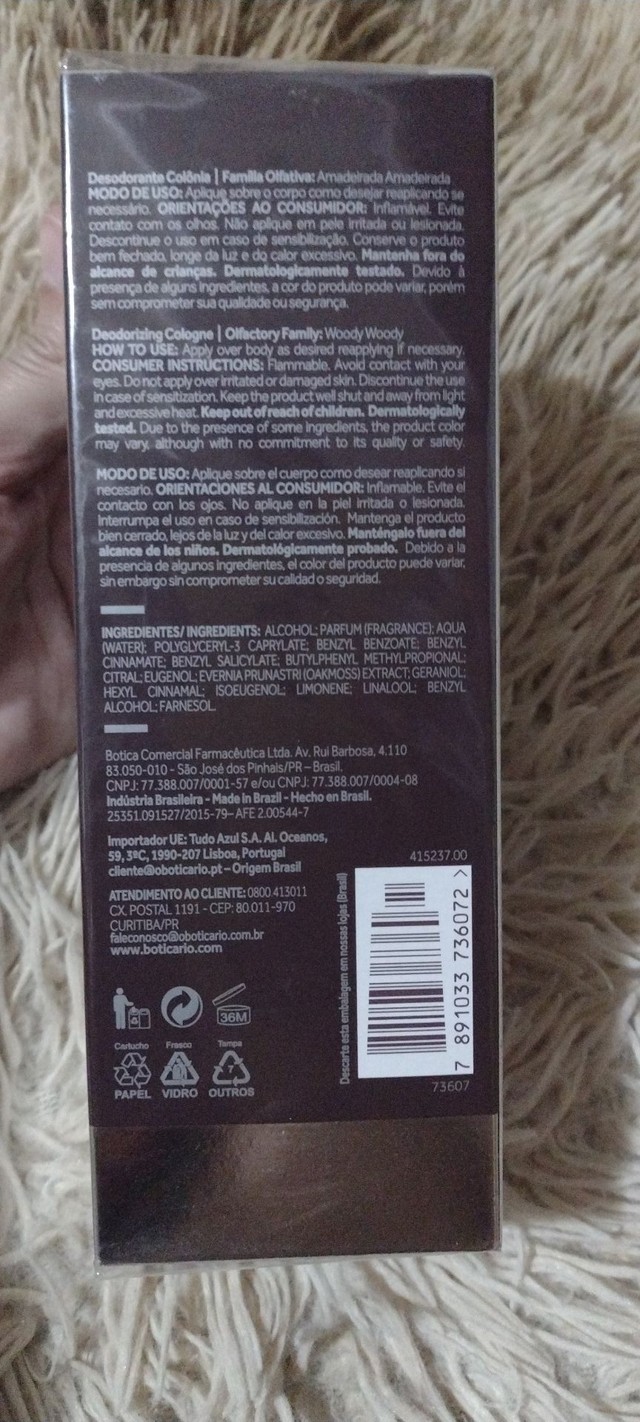 Desodorante Colônia | Família Olfativa: Amadeirada Amadeirada
MODO DE USO: Aplique sobre o corpo como desejar reaplicando se
necessário. ORIENTAÇÕES AO CONSUMIDOR: Inflamável. Evite
contato com os olhos. Não aplique em pele irritada ou lesionada.
Descontinue o uso em caso de sensibilização. Conserve o produto
bem fechado, longe da luz e do calor excessivo. Mantenha fora do
alcance de crianças. Dermatologicamente testado. Devido à
presença de alguns ingredientes, a cor do produto pode variar, porém
sem comprometer sua qualidade ou segurança.
Deodorizing Cologne | Olfactory Family: Woody Woody
HOW TO USE: Apply over body as desired reapplying if necessary.
CONSUMER INSTRUCTIONS: Flammable. Avoid contact with your
eyes. Do not apply over irritated or damaged skin. Discontinue the use
in case of sensitization. Keep the product well shut and away from light
and excessive heat. Keep out of reach of children. Dermatologically
tested. Due to the presence of some ingredients, the product color
may vary, although with no commitment to its quality or safety.
MODO DE USO: Aplique sobre el cuerpo como desear reaplicando si
necesario. ORIENTACIONES AL CONSUMIDOR: Inflamable. Evite el
contacto con los ojos. No aplique en la piel irritada o lesionada.
Interrumpa el uso en caso de sensibilización. Mantenga el producto
bien cerrado, lejos de la luz y del calor excesivo. Manténgalo fuera del
alcance de los niños. Dermatológicamente probado. Debido a la
presencia de algunos ingredientes, el color del producto puede variar,
sin embargo sin comprometer su calidad o seguridad.
INGREDIENTES/ INGREDIENTS: ALCOHOL; PARFUM (FRAGRANCE); AQUA
(WATER); POLYGLYCERYL-3 CAPRYLATE; BENZYL BENZOATE; BENZYL
CINNAMATE; BENZYL SALICYLATE; BUTYLPHENYL METHYLPROPIONAL;
CITRAL; EUGENOL; EVERNIA PRUNASTRI (OAKMOSS) EXTRACT; GERANIOL;
HEXYL CINNAMAL; ISOEUGENOL; LIMONENE; LINALOOL; BENZYL
ALCOHOL; FARNESOL.
Botica Comercial Farmacêutica Ltda. Av. Rui Barbosa, 4.110
83.050-010 - São José dos Pinhais/PR – Brasil.
CNPJ: 77.388.007/0001-57 e/ou CNPJ: 77.388.007/0004-08
Indústria Brasileira - Made in Brazil - Hecho en Brasil.
25351.091527/2015-79– AFE 2.00544-7
Importador UE: Tudo Azul S.A. Al. Oceanos,
59, 3ºC, 1990-207 Lisboa, Portugal
cliente@oboticario.pt – Origem Brasil
ATENDIMENTO AO CLIENTE: 0800.413011
CX. POSTAL 1191 - CEP: 80.011-970
CURITIBA/PR
faleconosco@oboticario.com.br
www.boticario.com
36M
Cartucho Frasco Tampa
7
PAPEL VIDRO OUTROS
Descarte esta embalagem em nossas lojas (Brasil)
415237.00
7 891033 736072 >
73607